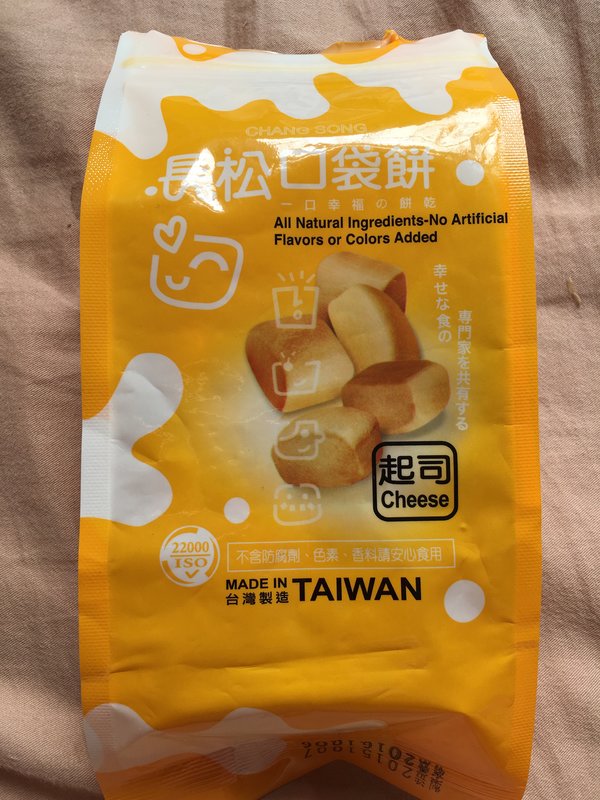 CHANG SONG
長松口袋餅
一口幸福の餅乾
All Natural Ingredients-No Artificial
Flavors or Colors Added
幸せな食の
専門家を共有する
起司
Cheese
22000
ISO
不含防腐劑、色素、香料請安心食用
MADE IN
台灣製造
TAIWAN